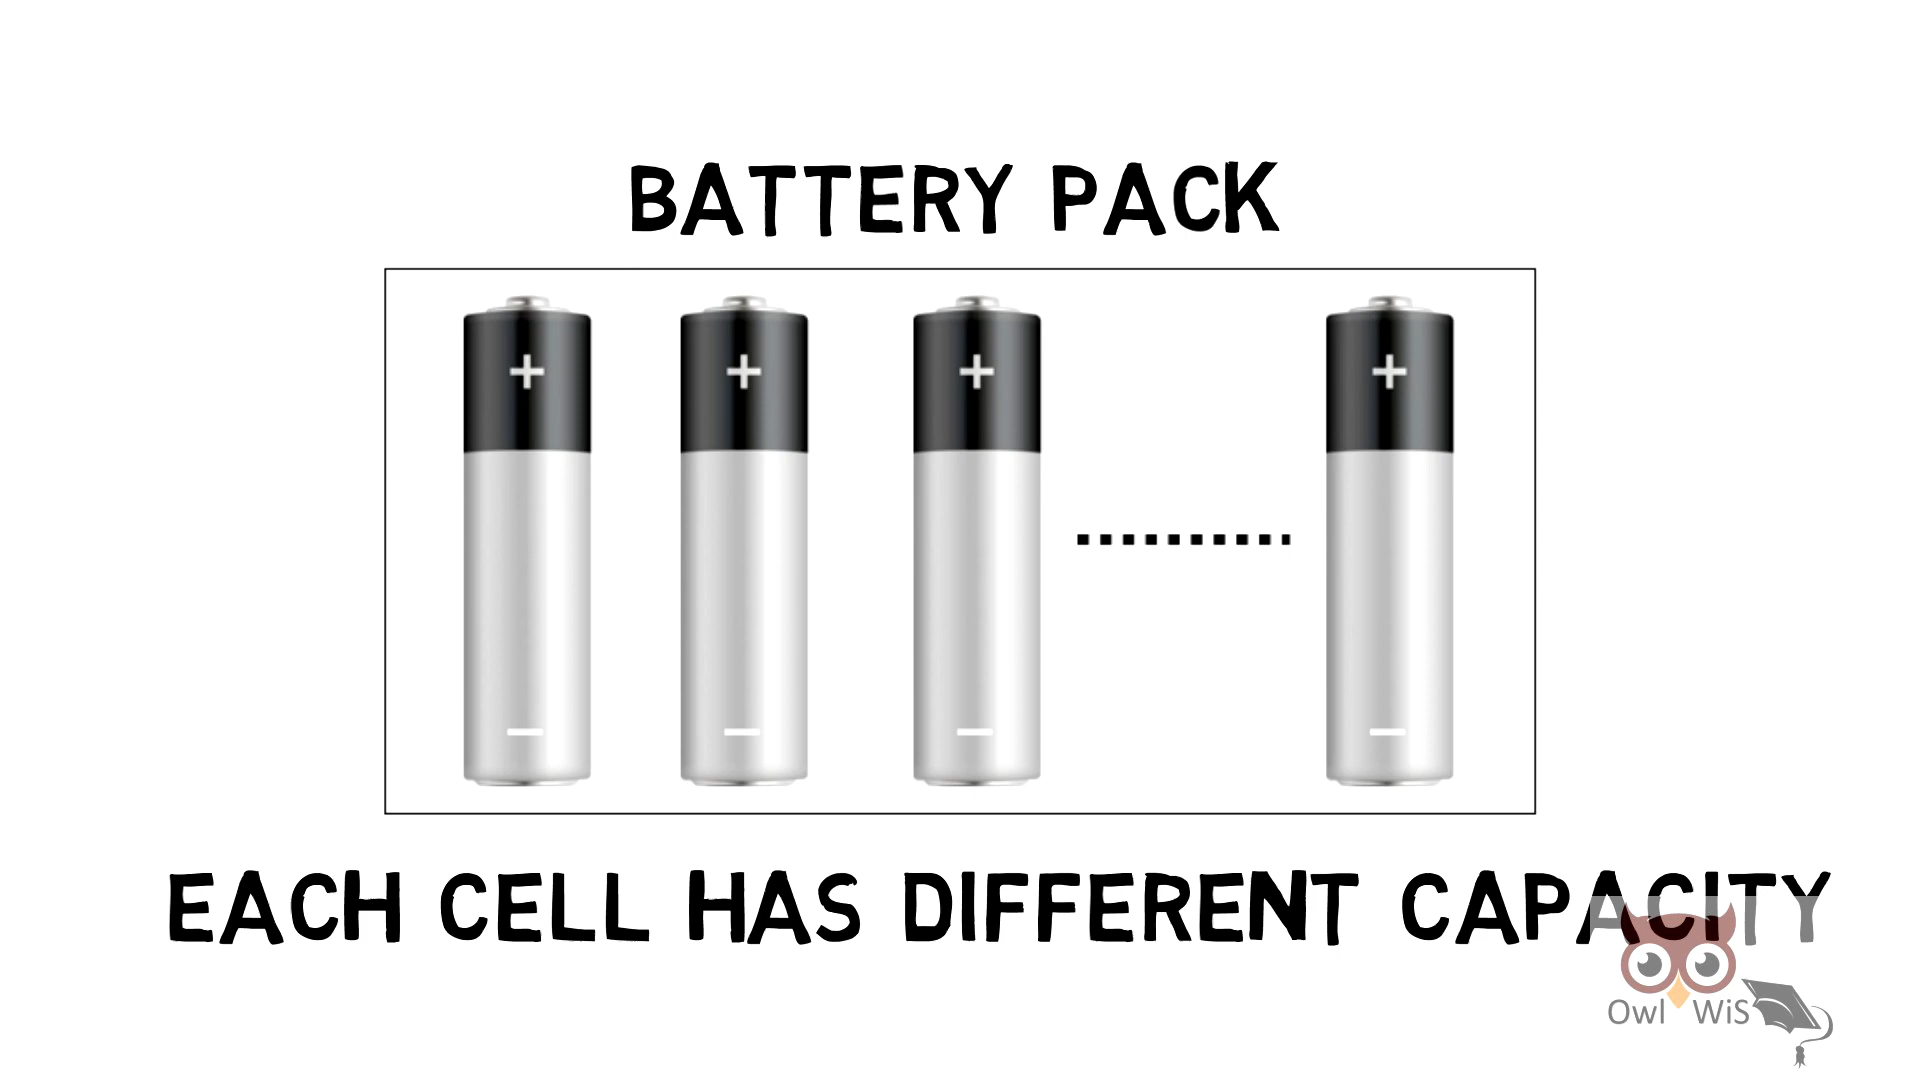 BATTERY PACK
+ + + +
EACH CELL HAS DIFFERENT CAPACITY
Owl WiS